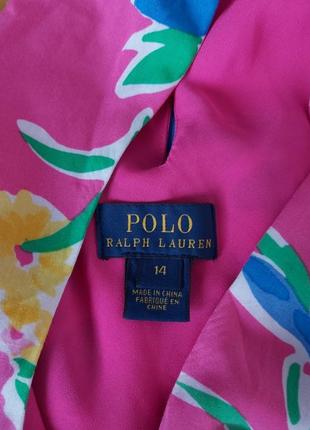 POLO
RALPH LAUREN
14
MADE IN CHINA
FABRIQUÉ EN
CHINE